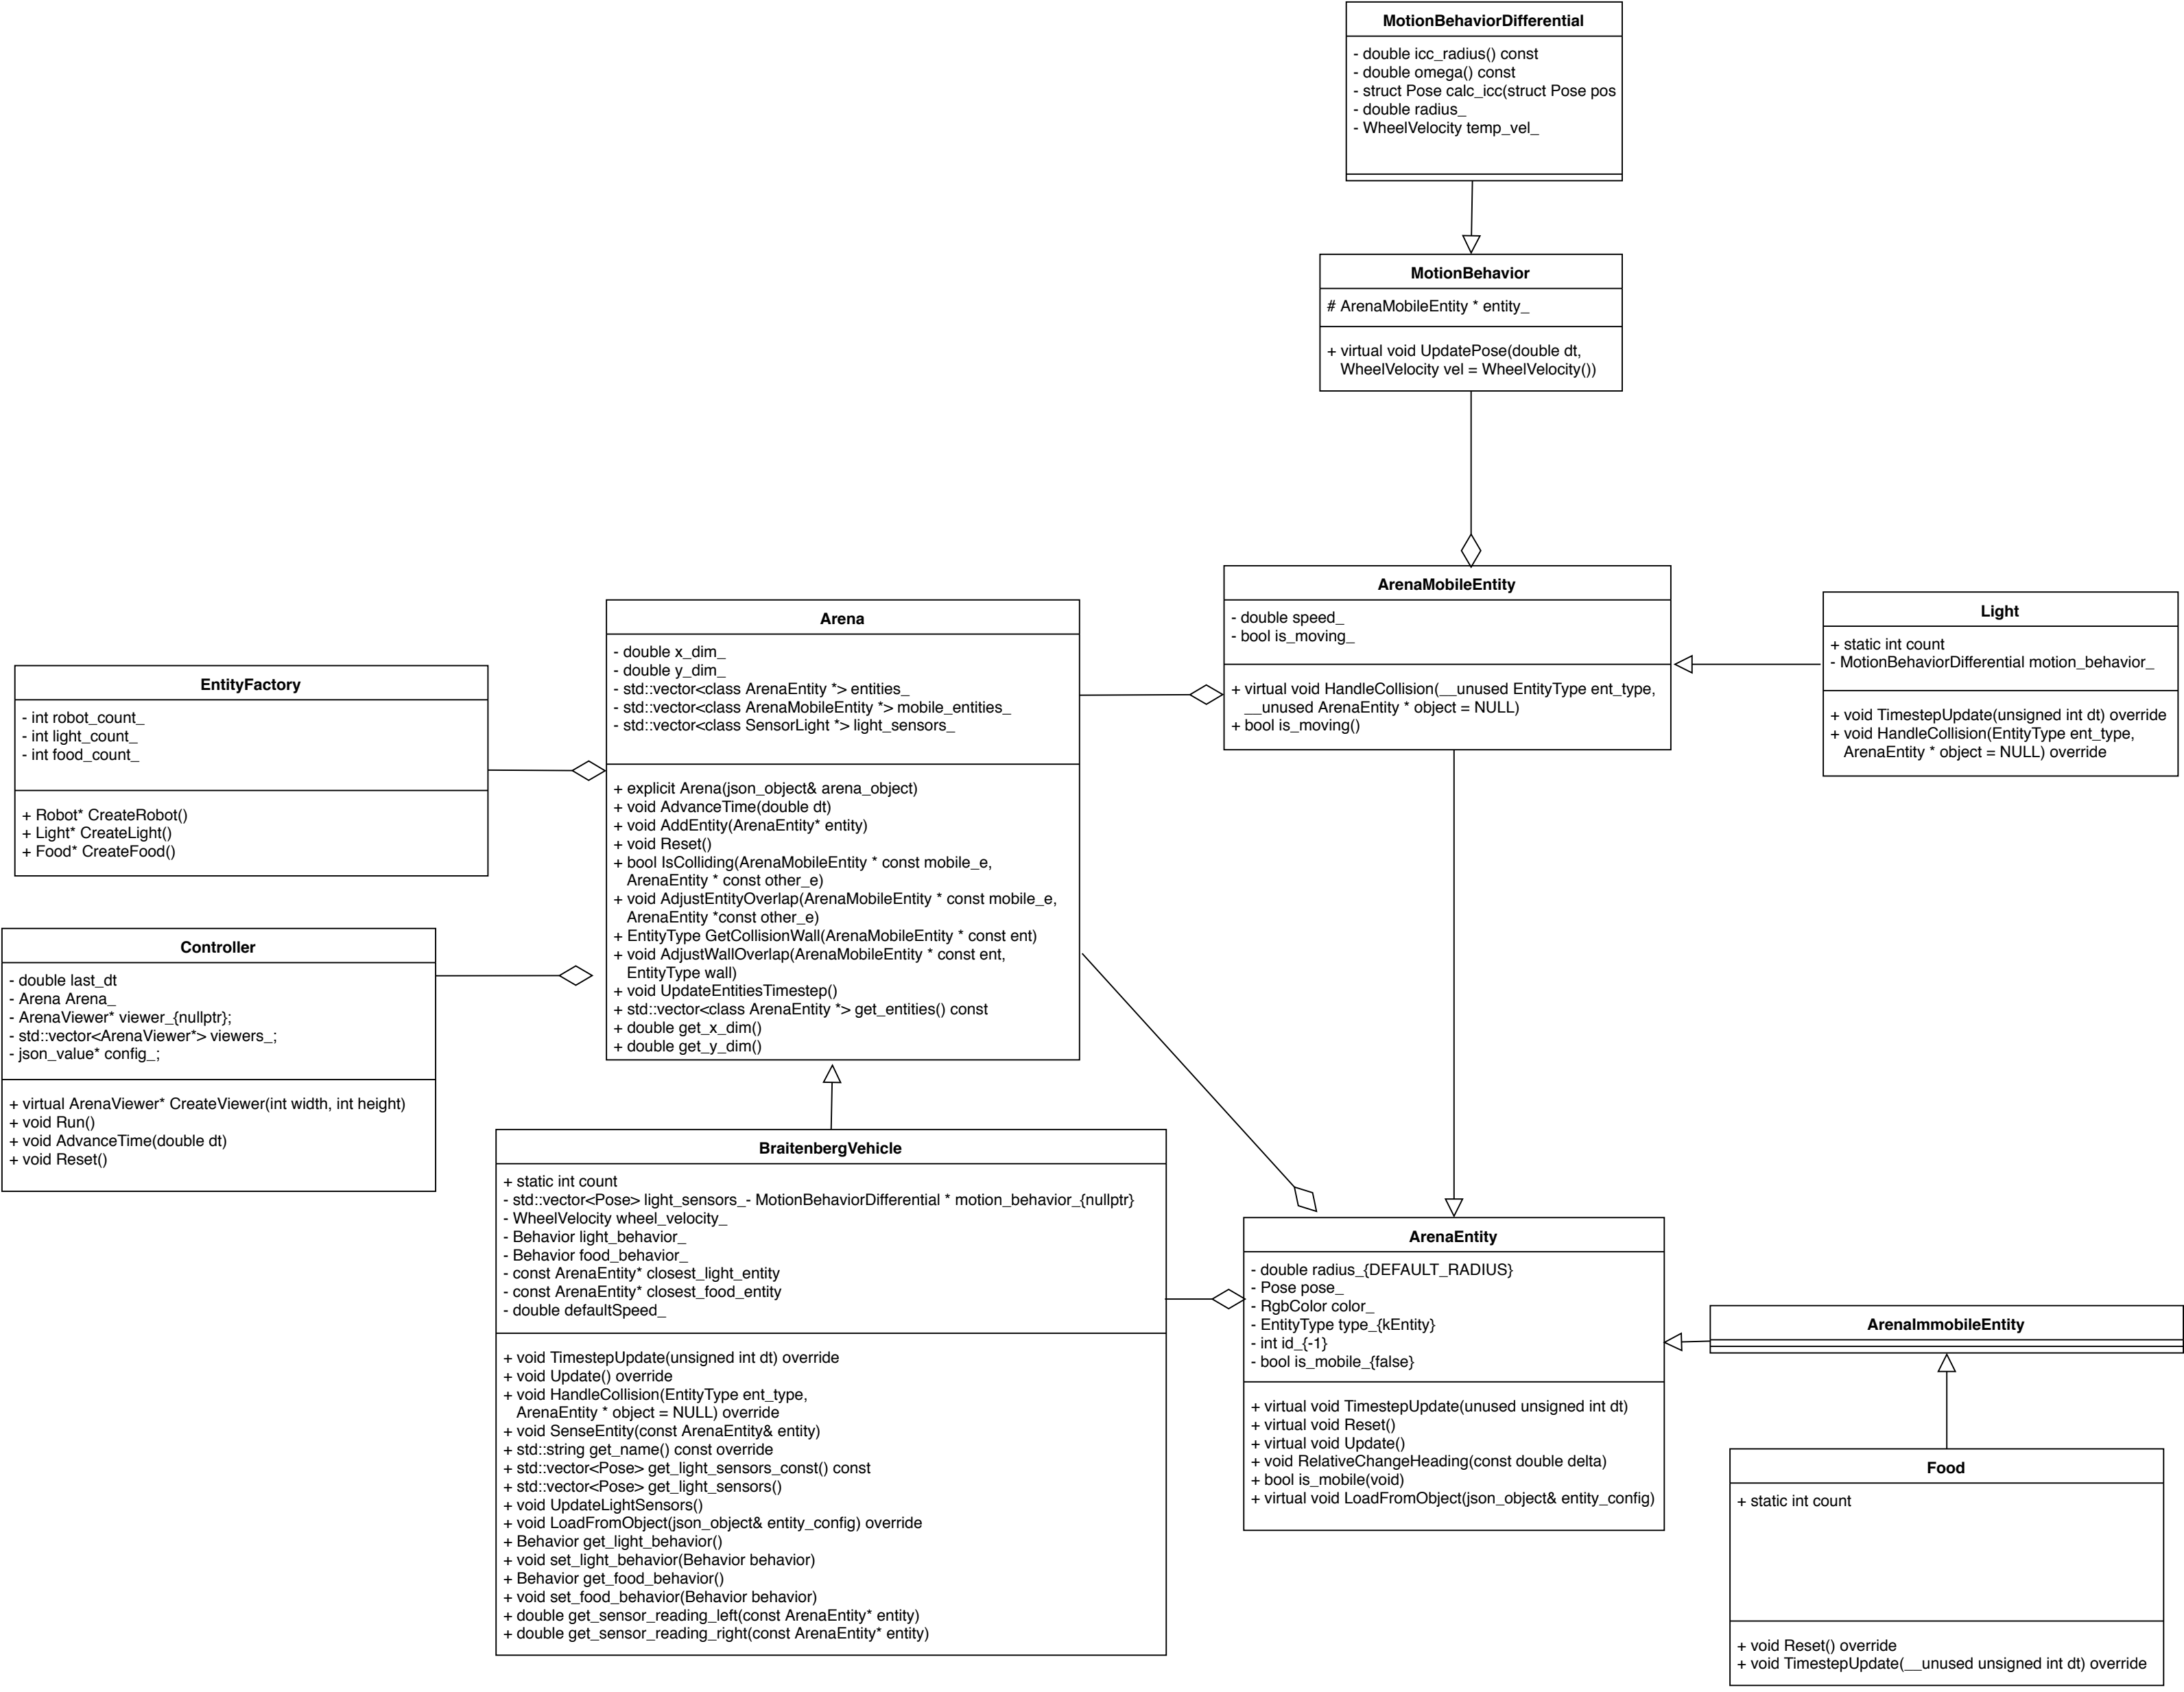 MotionBehaviorDifferential
- double icc_radius() const
- double omega() const
- struct Pose calc_icc(struct Pose pos
- double radius_
- WheelVelocity temp_vel_
MotionBehavior
# ArenaMobileEntity * entity_
+ virtual void UpdatePose(double dt,
WheelVelocity vel = WheelVelocity())
ArenaMobileEntity
- double speed_
- bool is_moving_
+ virtual void HandleCollision(__unused EntityType ent_type,
__unused ArenaEntity * object = NULL)
+ bool is_moving()
Light
+ static int count
- MotionBehaviorDifferential motion_behavior_
+ void TimestepUpdate(unsigned int dt) override
+ void HandleCollision(EntityType ent_type,
ArenaEntity * object = NULL) override
Arena
- double x_dim_
- double y_dim_
- std::vector<class ArenaEntity *> entities_
- std::vector<class ArenaMobileEntity *> mobile_entities_
- std::vector<class SensorLight *> light_sensors_
+ explicit Arena(json_object& arena_object)
+ void AdvanceTime(double dt)
+ void AddEntity(ArenaEntity* entity)
+ void Reset()
+ bool IsColliding(ArenaMobileEntity * const mobile_e,
ArenaEntity * const other_e)
+ void AdjustEntityOverlap(ArenaMobileEntity * const mobile_e,
ArenaEntity *const other_e)
+ EntityType GetCollisionWall(ArenaMobileEntity * const ent)
+ void AdjustWallOverlap(ArenaMobileEntity * const ent,
EntityType wall)
+ void UpdateEntitiesTimestep()
+ std::vector<class ArenaEntity *> get_entities() const
+ double get_x_dim()
+ double get_y_dim()
EntityFactory
- int robot_count_
- int light_count_
- int food_count_
+ Robot* CreateRobot()
+ Light* CreateLight()
+ Food* CreateFood()
Controller
- double last_dt
- Arena Arena_
- ArenaViewer* viewer_{nullptr};
- std::vector<ArenaViewer*> viewers_;
- json_value* config_;
+ virtual ArenaViewer* CreateViewer(int width, int height)
+ void Run()
+ void AdvanceTime(double dt)
+ void Reset()
BraitenbergVehicle
+ static int count
- std::vector<Pose> light_sensors_- MotionBehaviorDifferential * motion_behavior_{nullptr}
- WheelVelocity wheel_velocity_
- Behavior light_behavior_
- Behavior food_behavior_
- const ArenaEntity* closest_light_entity
- const ArenaEntity* closest_food_entity
- double defaultSpeed_
+ void TimestepUpdate(unsigned int dt) override
+ void Update() override
+ void HandleCollision(EntityType ent_type,
ArenaEntity * object = NULL) override
+ void SenseEntity(const ArenaEntity& entity)
+ std::string get_name() const override
+ std::vector<Pose> get_light_sensors_const() const
+ std::vector<Pose> get_light_sensors()
+ void UpdateLightSensors()
+ void LoadFromObject(json_object& entity_config) override
+ Behavior get_light_behavior()
+ void set_light_behavior(Behavior behavior)
+ Behavior get_food_behavior()
+ void set_food_behavior(Behavior behavior)
+ double get_sensor_reading_left(const ArenaEntity* entity)
+ double get_sensor_reading_right(const ArenaEntity* entity)
ArenaEntity
- double radius_{DEFAULT_RADIUS}
- Pose pose_
- RgbColor color_
- EntityType type_{kEntity}
- int id_{-1}
- bool is_mobile_{false}
+ virtual void TimestepUpdate(unused unsigned int dt)
+ virtual void Reset()
+ virtual void Update()
+ void RelativeChangeHeading(const double delta)
+ bool is_mobile(void)
+ virtual void LoadFromObject(json_object& entity_config)
ArenaImmobileEntity
Food
+ static int count
+ void Reset() override
+ void TimestepUpdate(__unused unsigned int dt) override